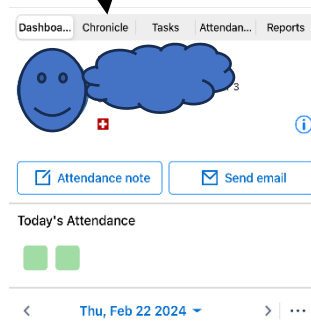 Dashboa... Chronicle Tasks Attendan... Reports
3
Attendance note Send email
Today's Attendance
Thu, Feb 22 2024